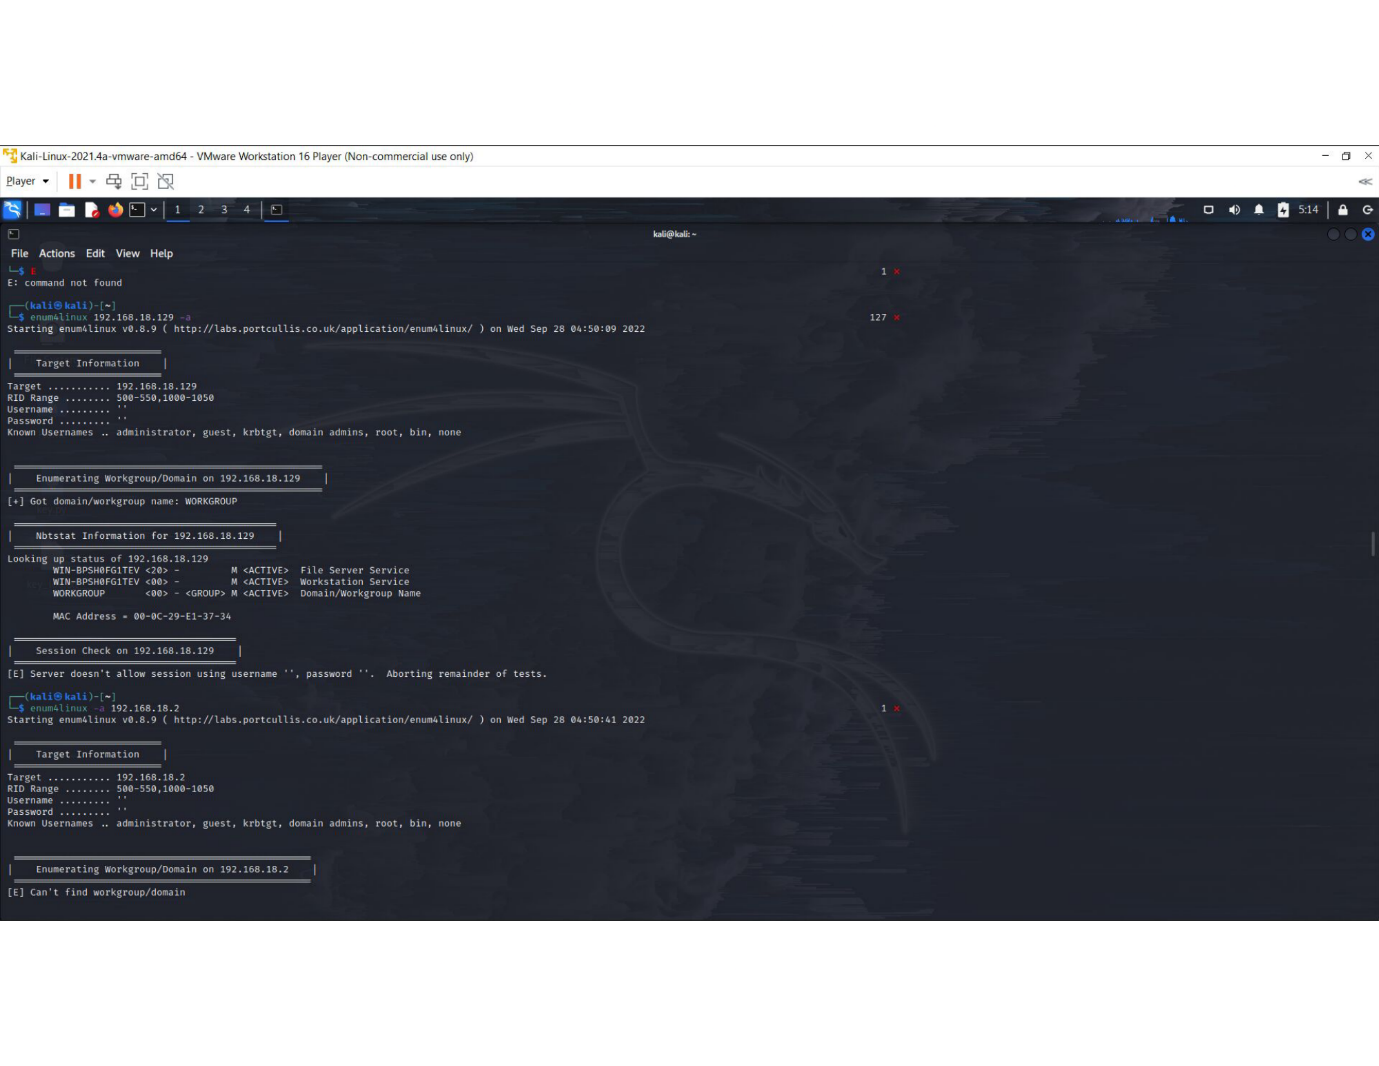 Kali-Linux-2021.4a-vmware-amd64 - VMware Workstation 16 Player (Non-commercial use only)
Player
1 2 3 4
5:14
kali@kali: ~
File Actions Edit View Help
└─$ E 1 ×
E: command not found
┌──(kali㉿kali)-[~]
└─$ enum4linux 192.168.18.129 -a 127 ×
Starting enum4linux v0.8.9 ( http://labs.portcullis.co.uk/application/enum4linux/ ) on Wed Sep 28 04:50:09 2022
| Target Information |
Target ........... 192.168.18.129
RID Range ........ 500-550,1000-1050
Username ......... ''
Password ......... ''
Known Usernames .. administrator, guest, krbtgt, domain admins, root, bin, none
| Enumerating Workgroup/Domain on 192.168.18.129 |
[+] Got domain/workgroup name: WORKGROUP
| Nbtstat Information for 192.168.18.129 |
Looking up status of 192.168.18.129
WIN-BPSH0FG1TEV <20> - M <ACTIVE> File Server Service
WIN-BPSH0FG1TEV <00> - M <ACTIVE> Workstation Service
WORKGROUP <00> - <GROUP> M <ACTIVE> Domain/Workgroup Name
MAC Address = 00-0C-29-E1-37-34
| Session Check on 192.168.18.129 |
[E] Server doesn't allow session using username '', password ''. Aborting remainder of tests.
┌──(kali㉿kali)-[~]
└─$ enum4linux -a 192.168.18.2 1 ×
Starting enum4linux v0.8.9 ( http://labs.portcullis.co.uk/application/enum4linux/ ) on Wed Sep 28 04:50:41 2022
| Target Information |
Target ........... 192.168.18.2
RID Range ........ 500-550,1000-1050
Username ......... ''
Password ......... ''
Known Usernames .. administrator, guest, krbtgt, domain admins, root, bin, none
| Enumerating Workgroup/Domain on 192.168.18.2 |
[E] Can't find workgroup/domain